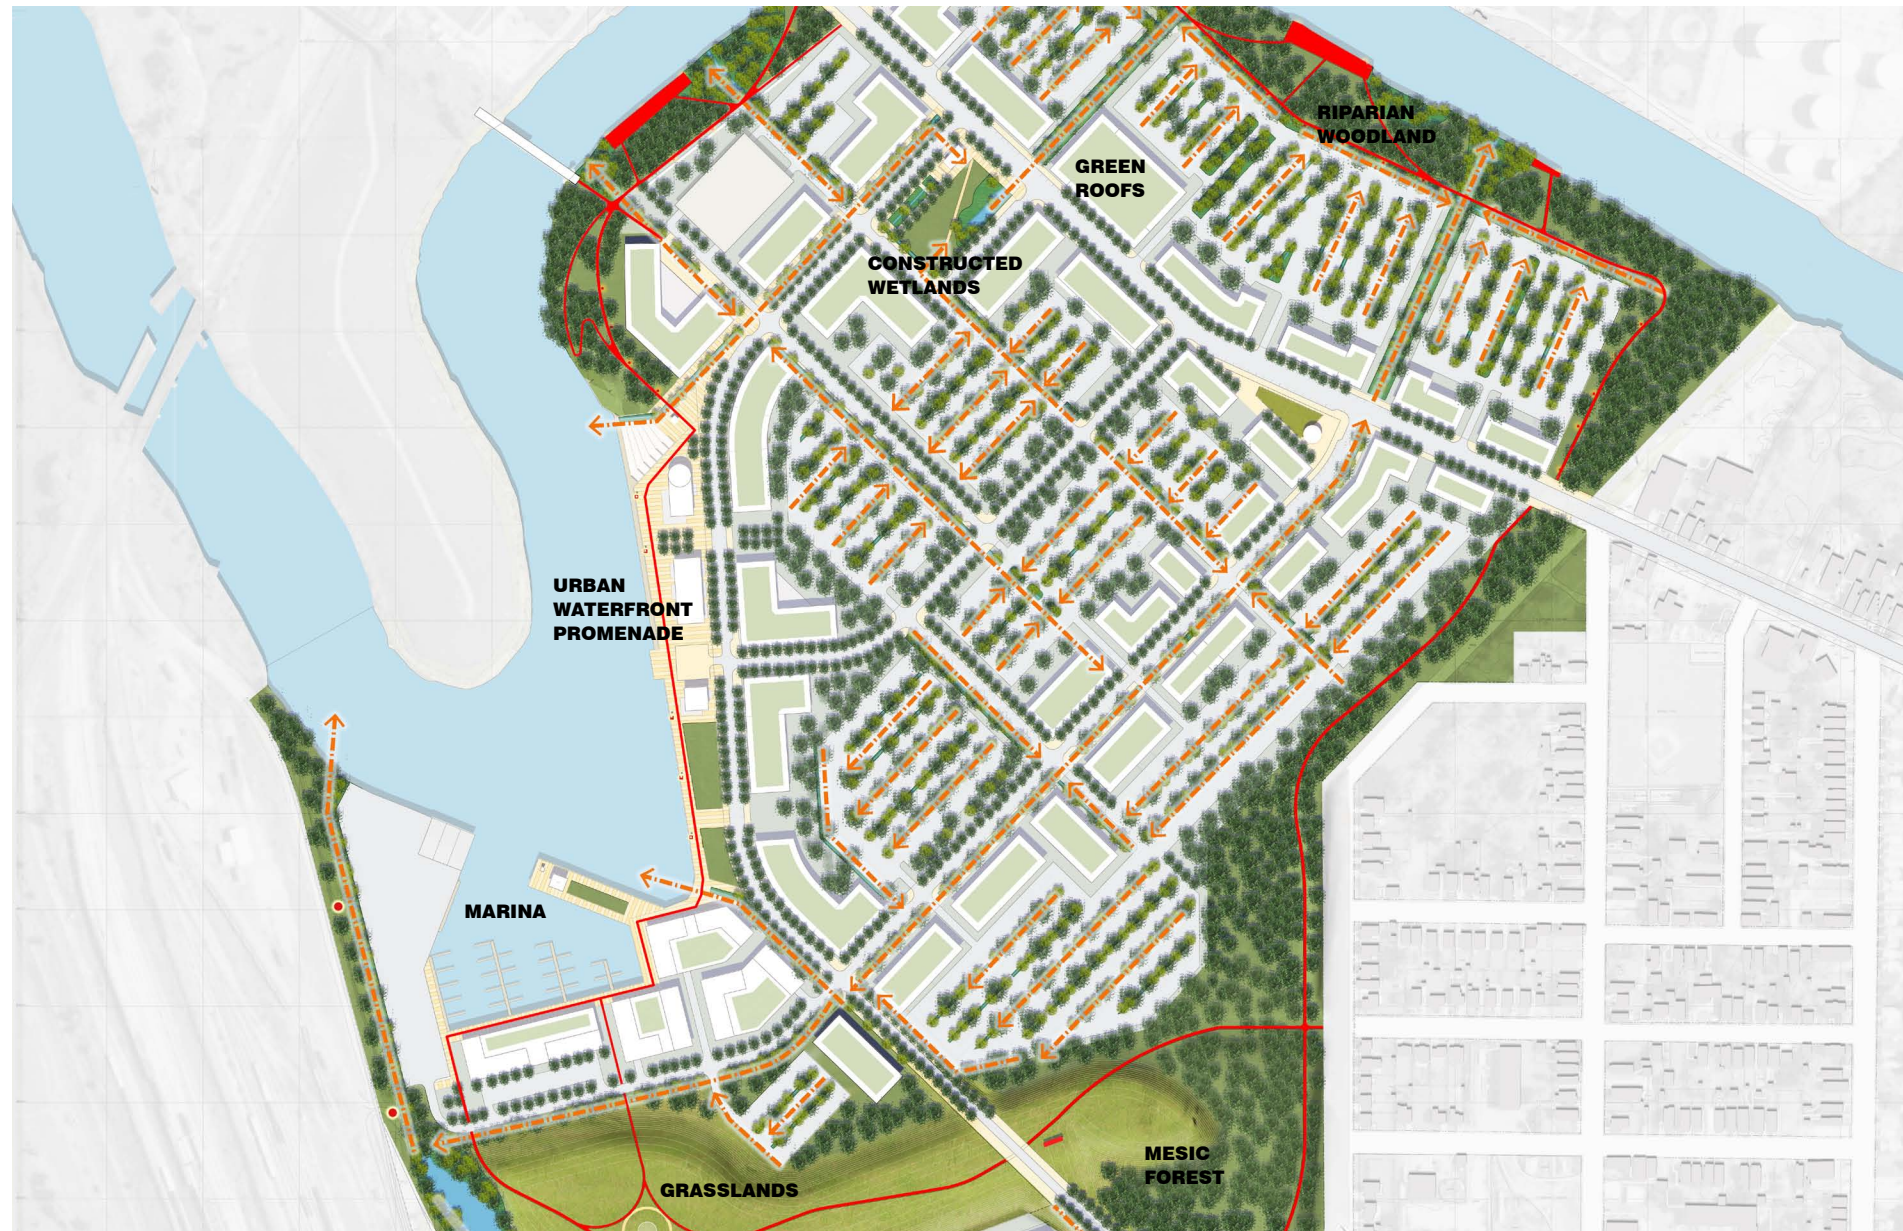 RIPARIAN
WOODLAND
GREEN
ROOFS
CONSTRUCTED
WETLANDS
URBAN
WATERFRONT
PROMENADE
MARINA
MESIC
FOREST
GRASSLANDS